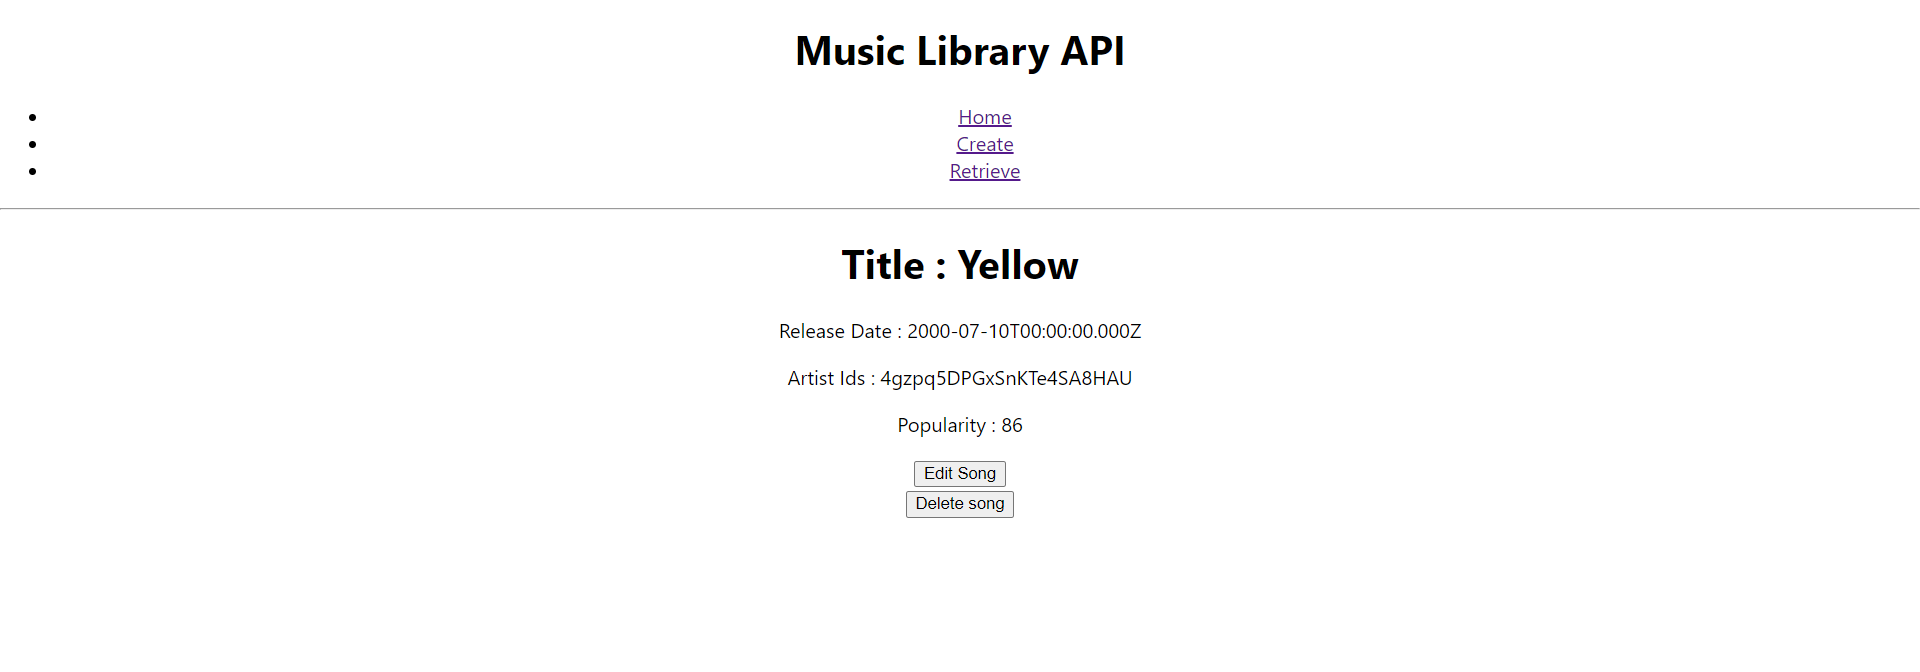 Music Library API
Home
Create
Retrieve
Title : Yellow
Release Date : 2000-07-10T00:00:00.000Z
Artist Ids : 4gzpq5DPGxSnKTe4SA8HAU
Popularity : 86
Edit Song
Delete song